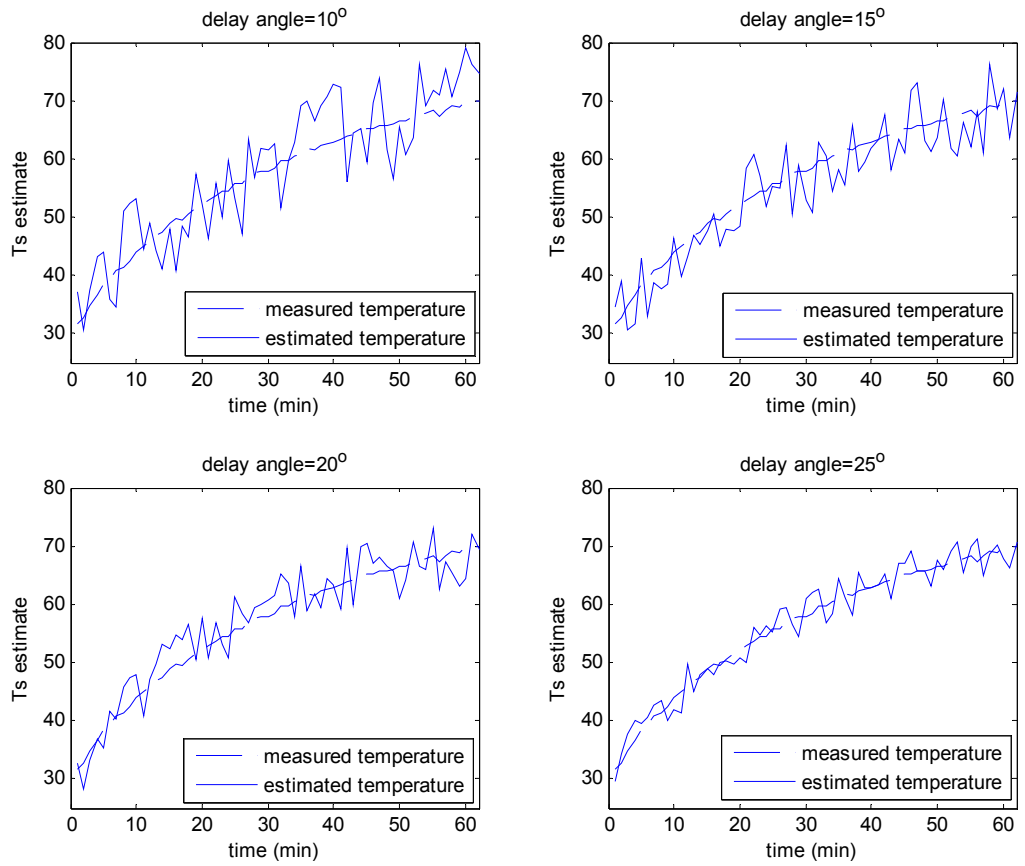 delay angle=10°
80
70
60
50
40
30
0
10
20
30
40
50
60
Ts estimate
time (min)
measured temperature
estimated temperature
delay angle=15°
80
70
60
50
40
30
0
10
20
30
40
50
60
Ts estimate
time (min)
measured temperature
estimated temperature
delay angle=20°
80
70
60
50
40
30
0
10
20
30
40
50
60
Ts estimate
time (min)
measured temperature
estimated temperature
delay angle=25°
80
70
60
50
40
30
0
10
20
30
40
50
60
Ts estimate
time (min)
measured temperature
estimated temperature